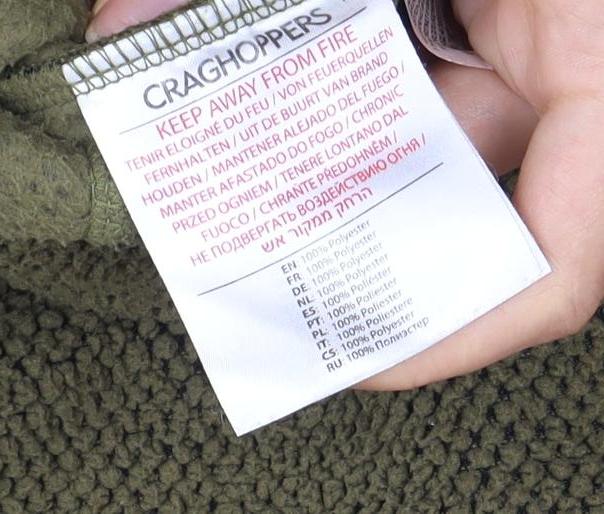 CRAGHOPPERS
KEEP AWAY FROM FIRE
TENIR ELOIGNÉ DU FEU / VON FEUERQUELLEN
FERNHALTEN / UIT DE BUURT VAN BRAND
HOUDEN / MANTENER ALEJADO DEL FUEGO /
MANTER AFASTADO DO FOGO / CHRONIC
PRZED OGNIEM / TENERE LONTANO DAL
FUOCO / CHRAŇTE PŘEDOHNĚM /
НЕ ПОДВЕРГАТЬ ВОЗДЕЙСТВИЮ ОГНЯ /
הרחק ממקור אש
EN: 100% Polyester
FR: 100% Polyester
DE: 100% Polyester
NL: 100% Polyester
ES: 100% Poliéster
PT: 100% Poliéster
PL: 100% Poliester
IT: 100% Poliestere
CS: 100% Polyester
RU: 100% Полиэстер